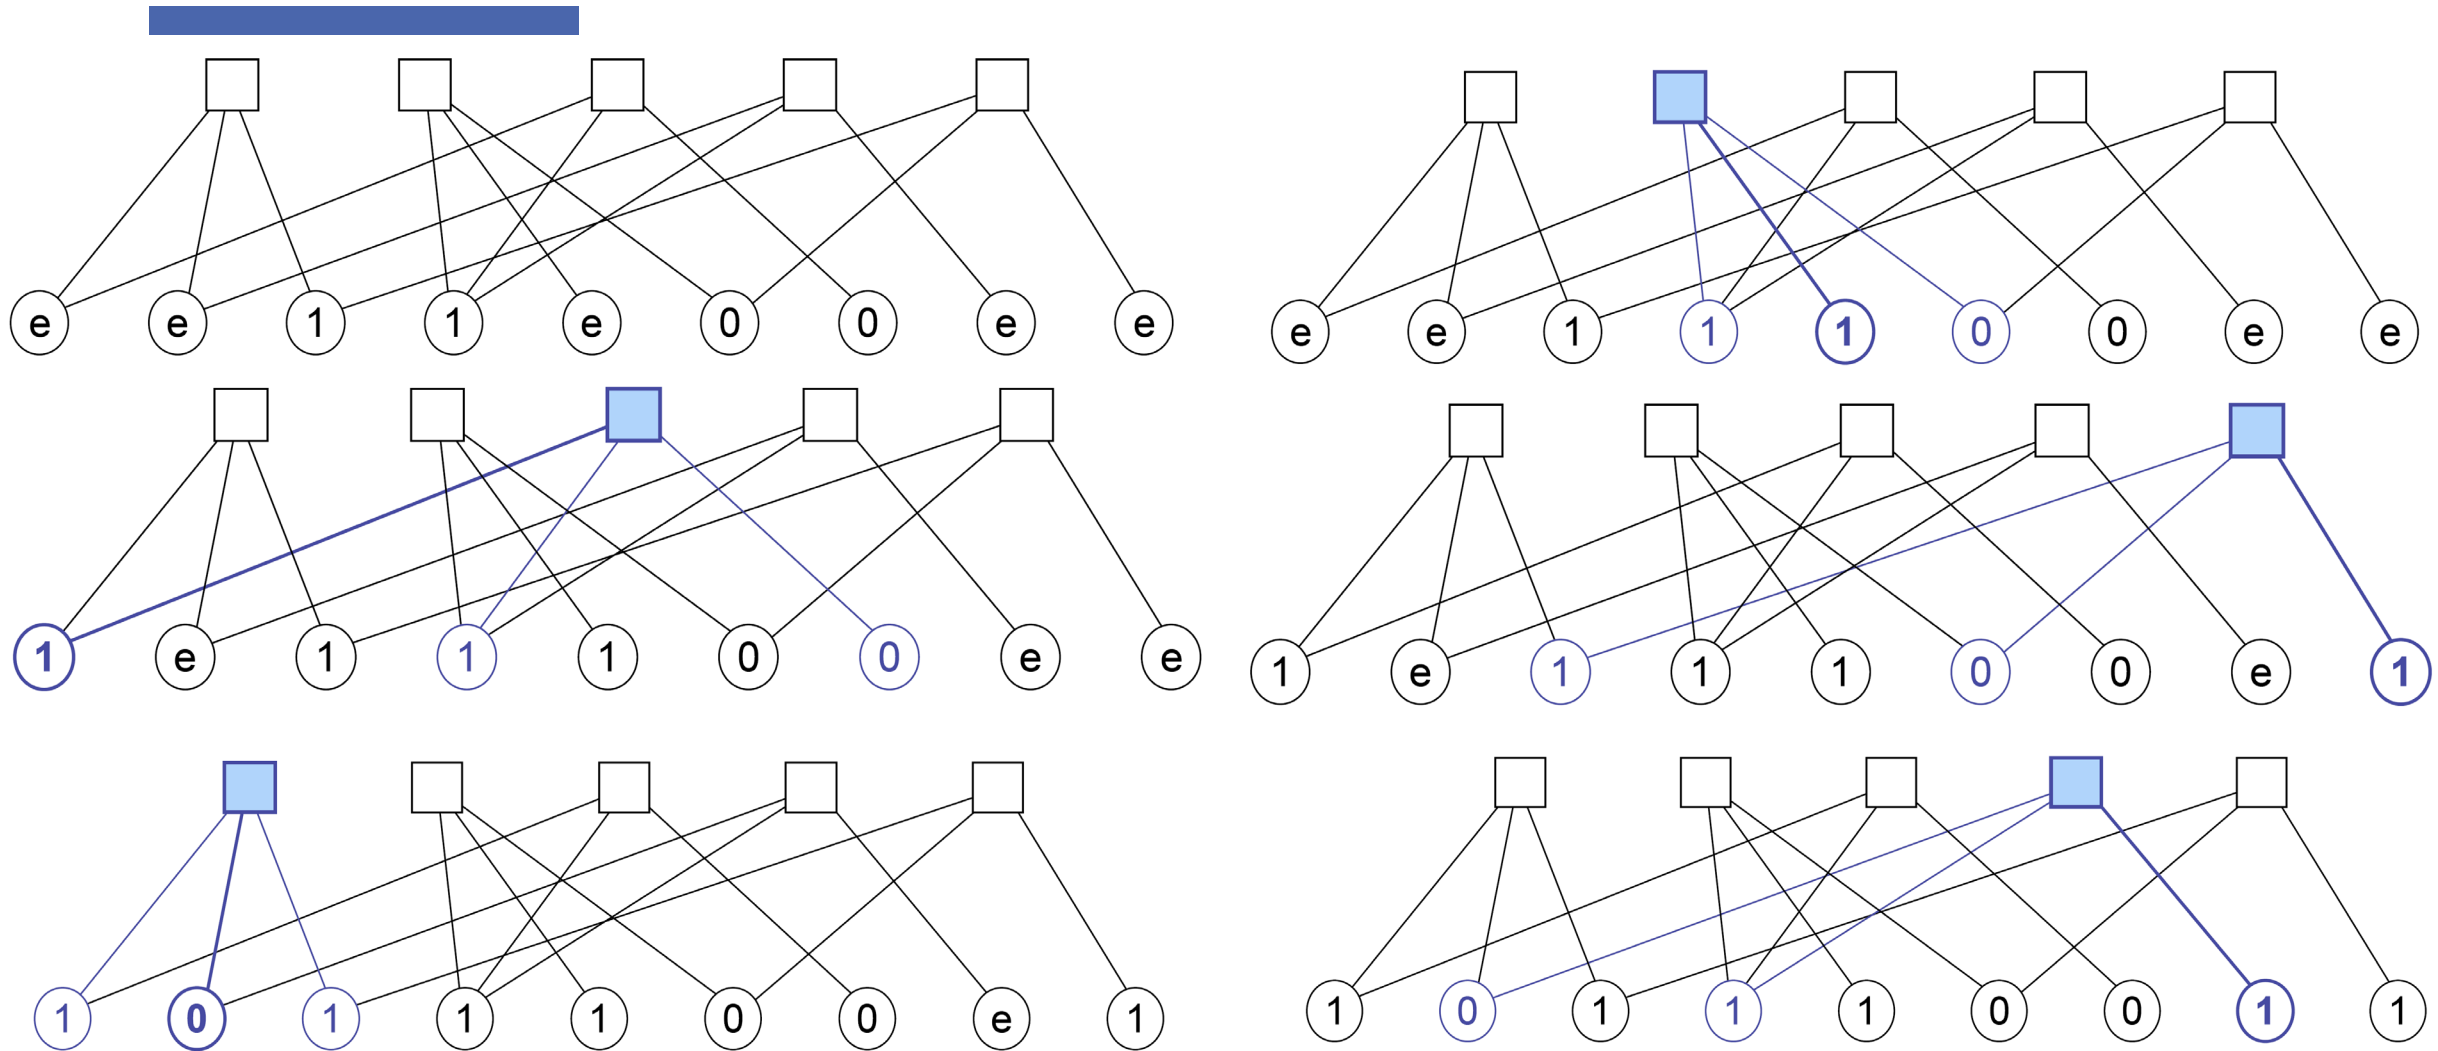 e e 1 1 e 0 0 e e
e e 1 1 1 0 0 e e
1 e 1 1 1 0 0 e e
1 e 1 1 1 0 0 e 1
1 0 1 1 1 0 0 e 1
1 0 1 1 1 0 0 1 1